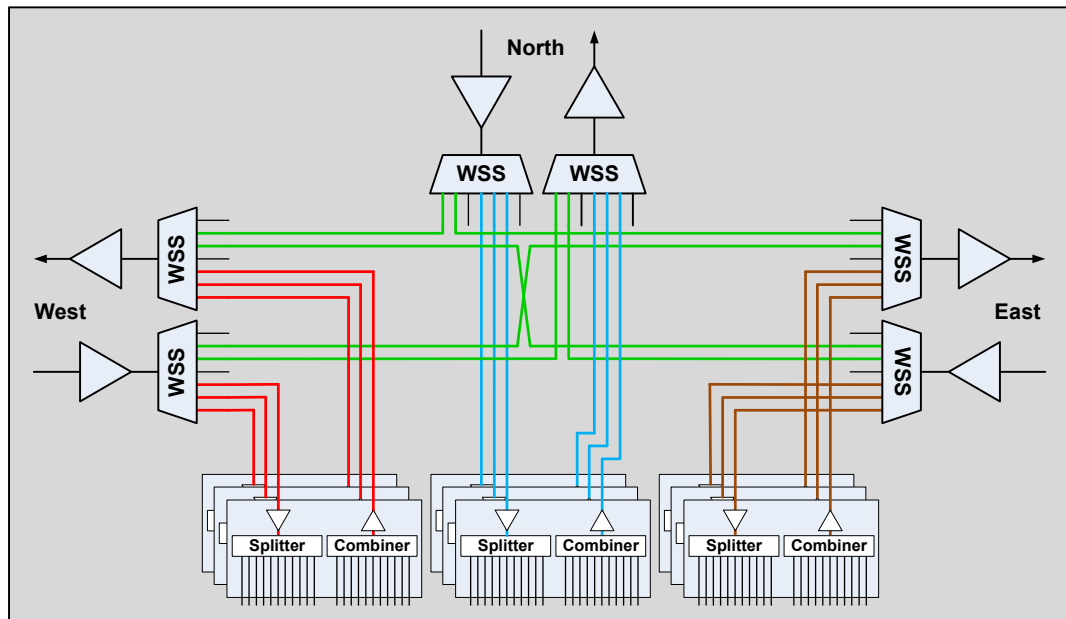 North
WSS
WSS
WSS
WSS
West
East
WSS
WSS
Splitter
Combiner
Splitter
Combiner
Splitter
Combiner